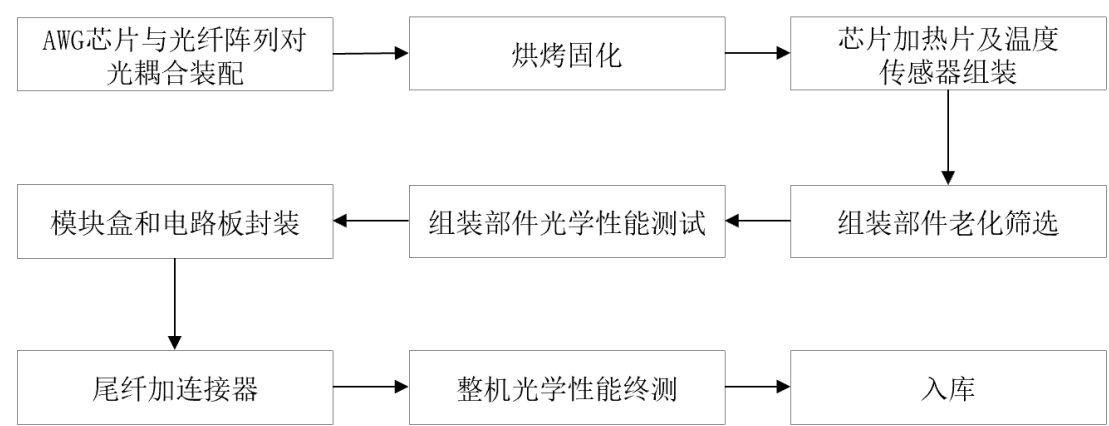 AWG芯片与光纤阵列对
光耦合装配
烘烤固化
芯片加热片及温度
传感器组装
组装部件老化筛选
组装部件光学性能测试
模块盒和电路板封装
尾纤加连接器
整机光学性能终测
入库